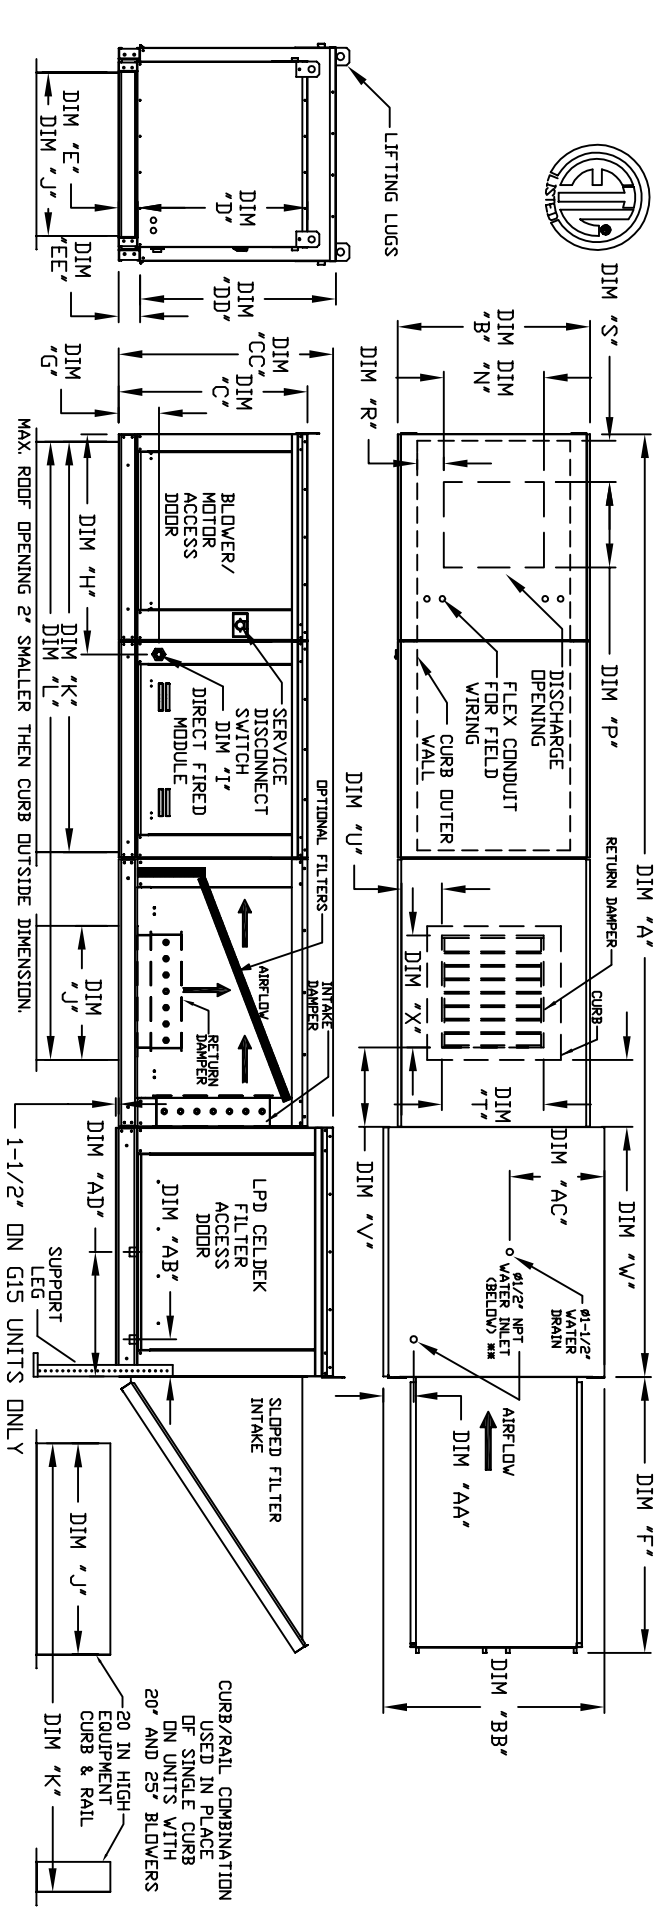 LISTED
LIFTING LUGS
DIM "E"
DIM "J"
DIM
"D"
DIM
"EE"
DIM
"DD"
DIM "S"
DIM
"B"
DIM
"N"
DIM "R"
DIM "A"
DIM "P"
DISCHARGE
OPENING
FLEX CONDUIT
FOR FIELD
WIRING
CURB OUTER
WALL
RETURN DAMPER
CURB
DIM "U"
DIM "X"
DIM
"T"
DIM "V"
DIM "W"
DIM
"AC"
ø1-1/2"
WATER
DRAIN
ø1/2" NPT
WATER INLET
(BELOW) **
AIRFLOW
DIM "AA"
DIM "F"
DIM "BB"
DIM
"CC"
DIM
"C"
DIM
"G"
BLOWER/
MOTOR
ACCESS
DOOR
SERVICE
DISCONNECT
SWITCH
DIM "I"
DIRECT FIRED
MODULE
OPTIONAL FILTERS
AIRFLOW
INTAKE
DAMPER
RETURN
DAMPER
LPD CELDEK
FILTER
ACCESS
DOOR
DIM "AB"
SLOPED FILTER
INTAKE
DIM "H"
DIM "K"
DIM "L"
DIM
"J"
DIM "AD"
SUPPORT
LEG
MAX. ROOF OPENING 2" SMALLER THEN CURB OUTSIDE DIMENSION.
1-1/2" ON G15 UNITS ONLY
DIM "J"
DIM "K"
20 IN HIGH
EQUIPMENT
CURB & RAIL
CURB/RAIL COMBINATION
USED IN PLACE
OF SINGLE CURB
ON UNITS WITH
20" AND 25" BLOWERS